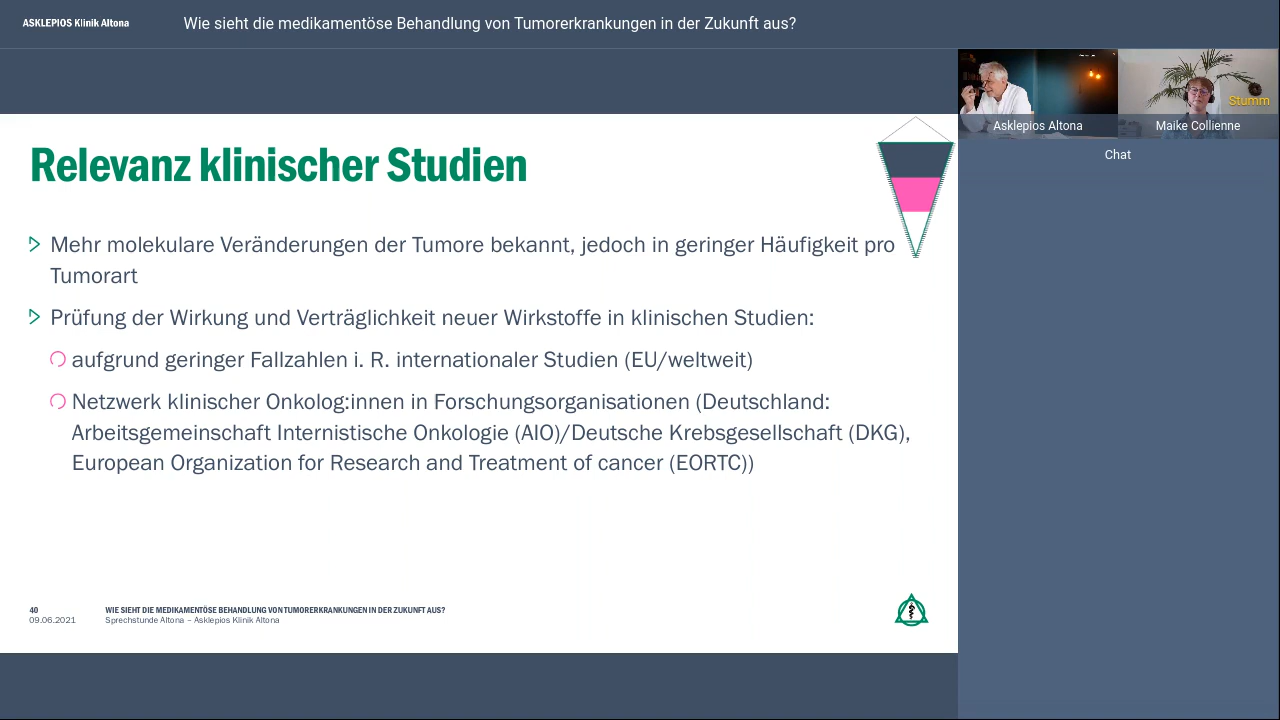 ASKLEPIOS Klinik Altona
Wie sieht die medikamentöse Behandlung von Tumorerkrankungen in der Zukunft aus?
Stumm
Asklepios Altona
Maike Collienne
Chat
Relevanz klinischer Studien
Mehr molekulare Veränderungen der Tumore bekannt, jedoch in geringer Häufigkeit pro
Tumorart
Prüfung der Wirkung und Verträglichkeit neuer Wirkstoffe in klinischen Studien:
aufgrund geringer Fallzahlen i. R. internationaler Studien (EU/weltweit)
Netzwerk klinischer Onkolog:innen in Forschungsorganisationen (Deutschland:
Arbeitsgemeinschaft Internistische Onkologie (AIO)/Deutsche Krebsgesellschaft (DKG),
European Organization for Research and Treatment of cancer (EORTC))
40
WIE SIEHT DIE MEDIKAMENTÖSE BEHANDLUNG VON TUMORERKRANKUNGEN IN DER ZUKUNFT AUS?
09.06.2021
Sprechstunde Altona – Asklepios Klinik Altona